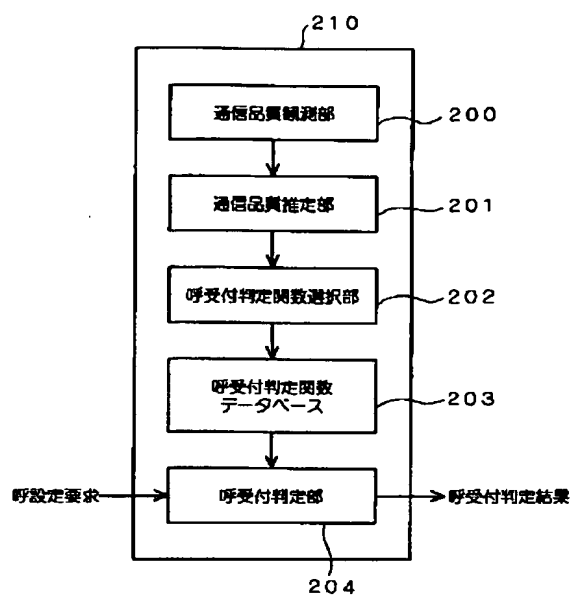 210
通信品質観測部
200
通信品質推定部
201
呼受付判定関数選択部
202
呼受付判定関数
データベース
203
呼設定要求
呼受付判定部
呼受付判定結果
204